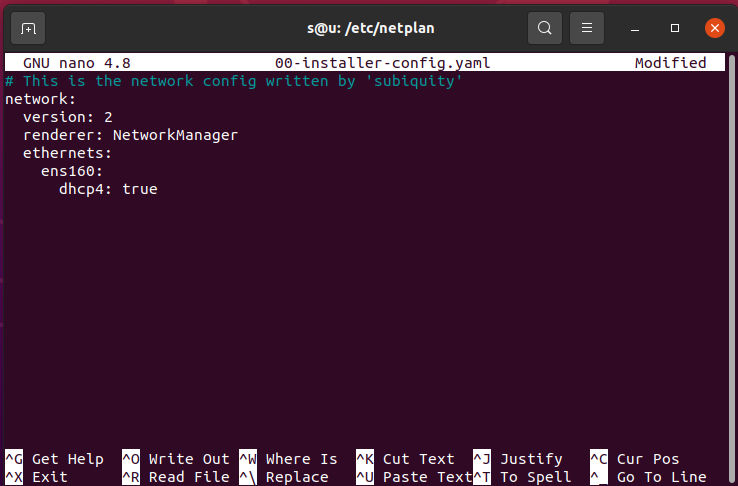 s@u: /etc/netplan
GNU nano 4.8 00-installer-config.yaml Modified
# This is the network config written by 'subiquity'
network:
  version: 2
  renderer: NetworkManager
  ethernets:
    ens160:
      dhcp4: true
^G Get Help ^O Write Out ^W Where Is ^K Cut Text ^J Justify ^C Cur Pos
^X Exit ^R Read File ^\ Replace ^U Paste Text ^T To Spell ^_ Go To Line